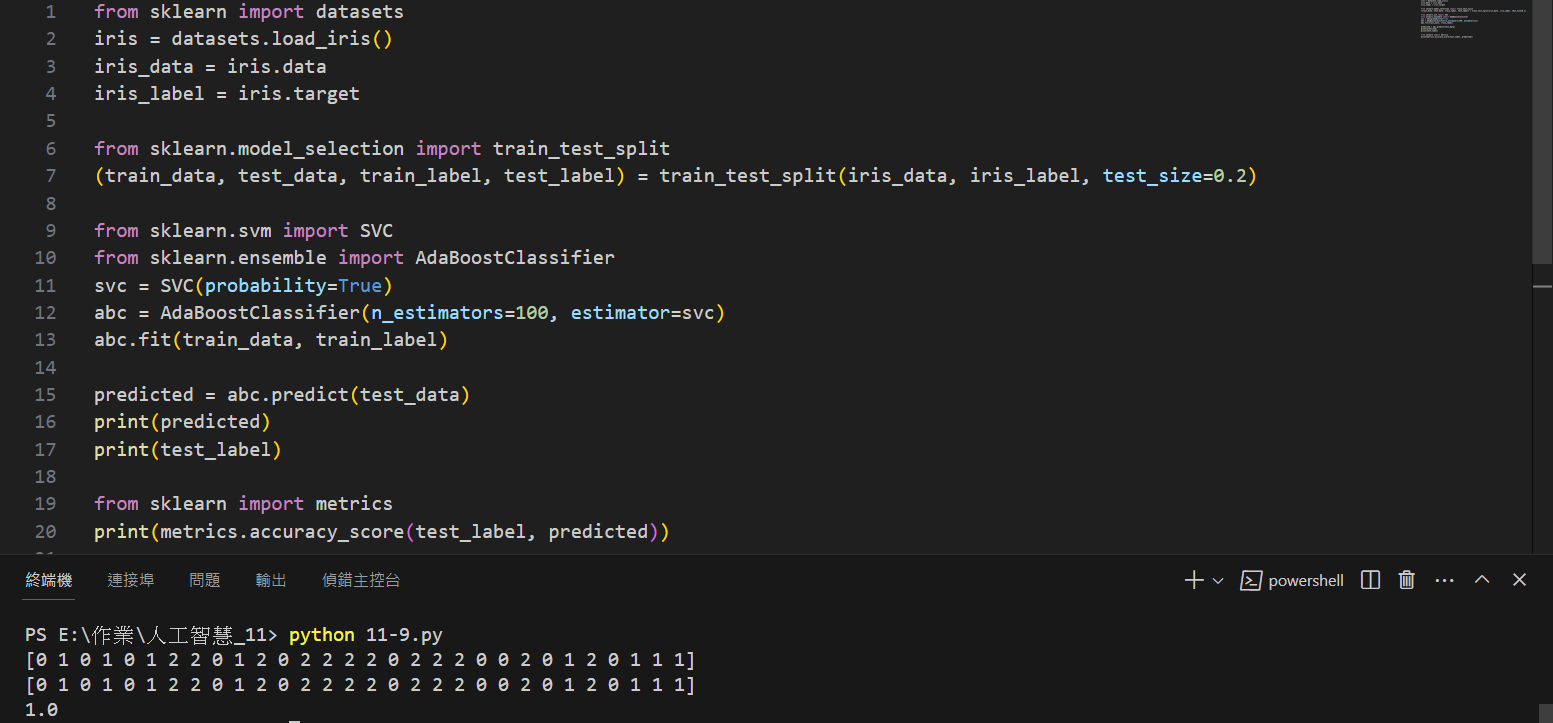 1 from sklearn import datasets
2 iris = datasets.load_iris()
3 iris_data = iris.data
4 iris_label = iris.target
5
6 from sklearn.model_selection import train_test_split
7 (train_data, test_data, train_label, test_label) = train_test_split(iris_data, iris_label, test_size=0.2)
8
9 from sklearn.svm import SVC
10 from sklearn.ensemble import AdaBoostClassifier
11 svc = SVC(probability=True)
12 abc = AdaBoostClassifier(n_estimators=100, estimator=svc)
13 abc.fit(train_data, train_label)
14
15 predicted = abc.predict(test_data)
16 print(predicted)
17 print(test_label)
18
19 from sklearn import metrics
20 print(metrics.accuracy_score(test_label, predicted))
終端機 連接埠 問題 輸出 偵錯主控台 powershell
PS E:\作業\人工智慧_11> python 11-9.py
[0 1 0 1 0 1 2 2 0 1 2 0 2 2 2 2 0 2 2 2 0 0 2 0 1 2 0 1 1 1]
[0 1 0 1 0 1 2 2 0 1 2 0 2 2 2 2 0 2 2 2 0 0 2 0 1 2 0 1 1 1]
1.0